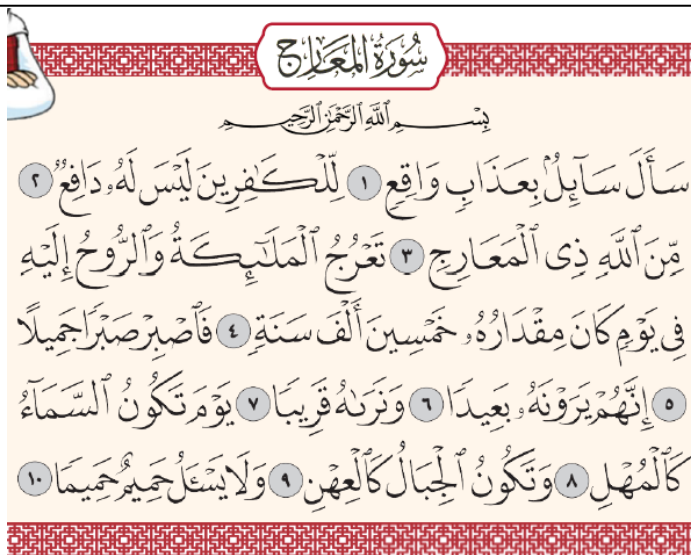 سُورَةُ المَعَارِجِ
بِسْمِ ٱللَّهِ ٱلرَّحْمَٰنِ ٱلرَّحِيمِ
سَأَلَ سَآئِلُۢ بِعَذَابٖ وَاقِعٖ ١ لِّلۡكَٰفِرِينَ لَيۡسَ لَهُۥ دَافِعٞ ٢
مِّنَ ٱللَّهِ ذِي ٱلۡمَعَارِجِ ٣ تَعۡرُجُ ٱلۡمَلَٰٓئِكَةُ وَٱلرُّوحُ إِلَيۡهِ
فِي يَوۡمٖ كَانَ مِقۡدَارُهُۥ خَمۡسِينَ أَلۡفَ سَنَةٖ ٤ فَٱصۡبِرۡ صَبۡرٗا جَمِيلًا
٥ إِنَّهُمۡ يَرَوۡنَهُۥ بَعِيدٗا ٦ وَنَرَىٰهُ قَرِيبٗا ٧ يَوۡمَ تَكُونُ ٱلسَّمَآءُ
كَٱلۡمُهۡلِ ٨ وَتَكُونُ ٱلۡجِبَالُ كَٱلۡعِهۡنِ ٩ وَلَا يَسۡـَٔلُ حَمِيمٌ حَمِيمٗا ١٠